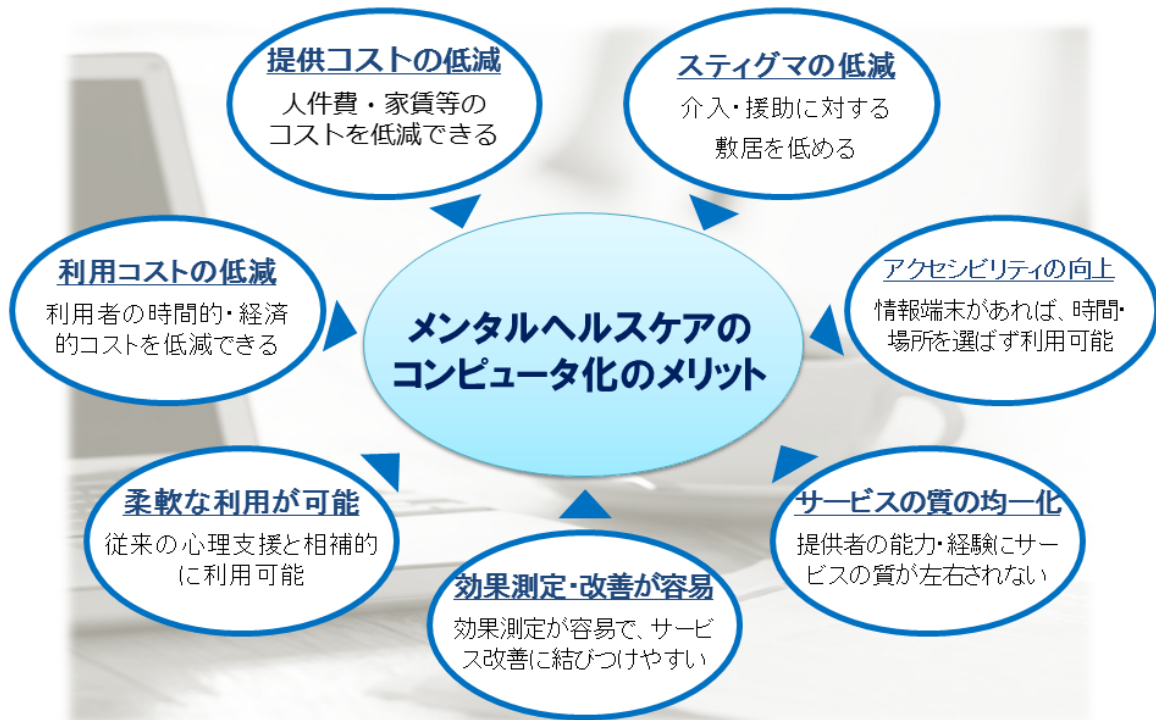 提供コストの低減
人件費・家賃等の
コストを低減できる
スティグマの低減
介入・援助に対する
敷居を低める
利用コストの低減
利用者の時間的・経済
的コストを低減できる
メンタルヘルスケアの
コンピュータ化のメリット
アクセシビリティの向上
情報端末があれば、時間・
場所を選ばず利用可能
柔軟な利用が可能
従来の心理支援と相補的
に利用可能
効果測定・改善が容易
効果測定が容易で、サービ
ス改善に結びつけやすい
サービスの質の均一化
提供者の能力・経験にサー
ビスの質が左右されない